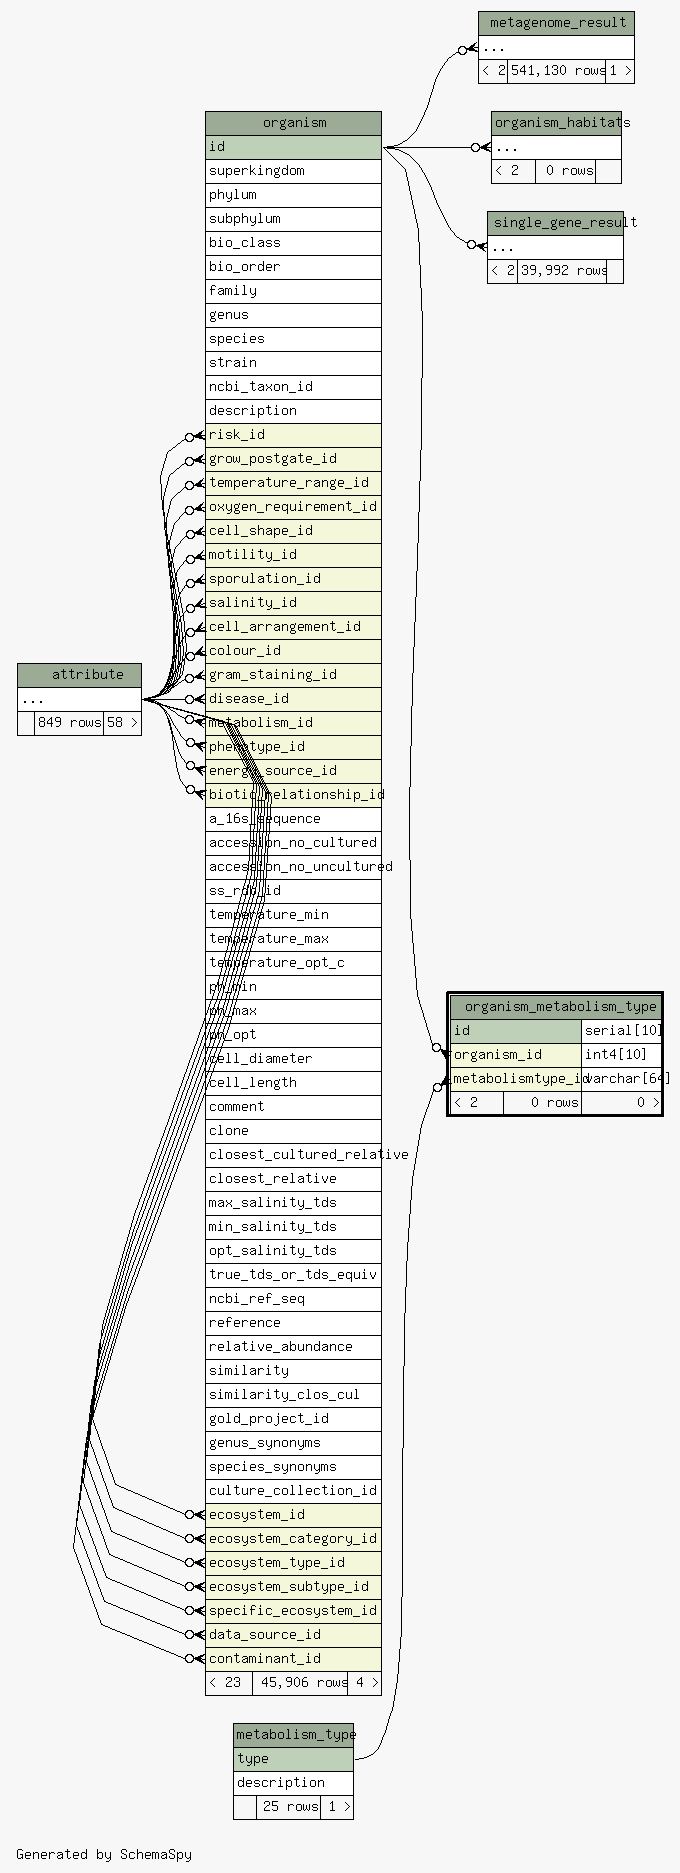 metagenome_result
...
< 2 541,130 rows 1 >
organism
id
superkingdom
phylum
subphylum
bio_class
bio_order
family
genus
species
strain
ncbi_taxon_id
description
risk_id
grow_postgate_id
temperature_range_id
oxygen_requirement_id
cell_shape_id
motility_id
sporulation_id
salinity_id
cell_arrangement_id
colour_id
gram_staining_id
disease_id
metabolism_id
phenotype_id
energy_source_id
biotic_relationship_id
a_16s_sequence
accession_no_cultured
accession_no_uncultured
ss_rdb_id
temperature_min
temperature_max
temperature_opt_c
ph_min
ph_max
ph_opt
cell_diameter
cell_length
comment
clone
closest_cultured_relative
closest_relative
max_salinity_tds
min_salinity_tds
opt_salinity_tds
true_tds_or_tds_equiv
ncbi_ref_seq
reference
relative_abundance
similarity
similarity_clos_cul
gold_project_id
genus_synonyms
species_synonyms
culture_collection_id
ecosystem_id
ecosystem_category_id
ecosystem_type_id
ecosystem_subtype_id
specific_ecosystem_id
data_source_id
contaminant_id
< 23 45,906 rows 4 >
organism_habitats
...
< 2 0 rows
single_gene_result
...
< 2 39,992 rows
attribute
...
849 rows 58 >
organism_metabolism_type
id serial[10]
organism_id int4[10]
metabolismtype_id varchar[64]
< 2 0 rows 0 >
metabolism_type
type
description
25 rows 1 >
Generated by SchemaSpy